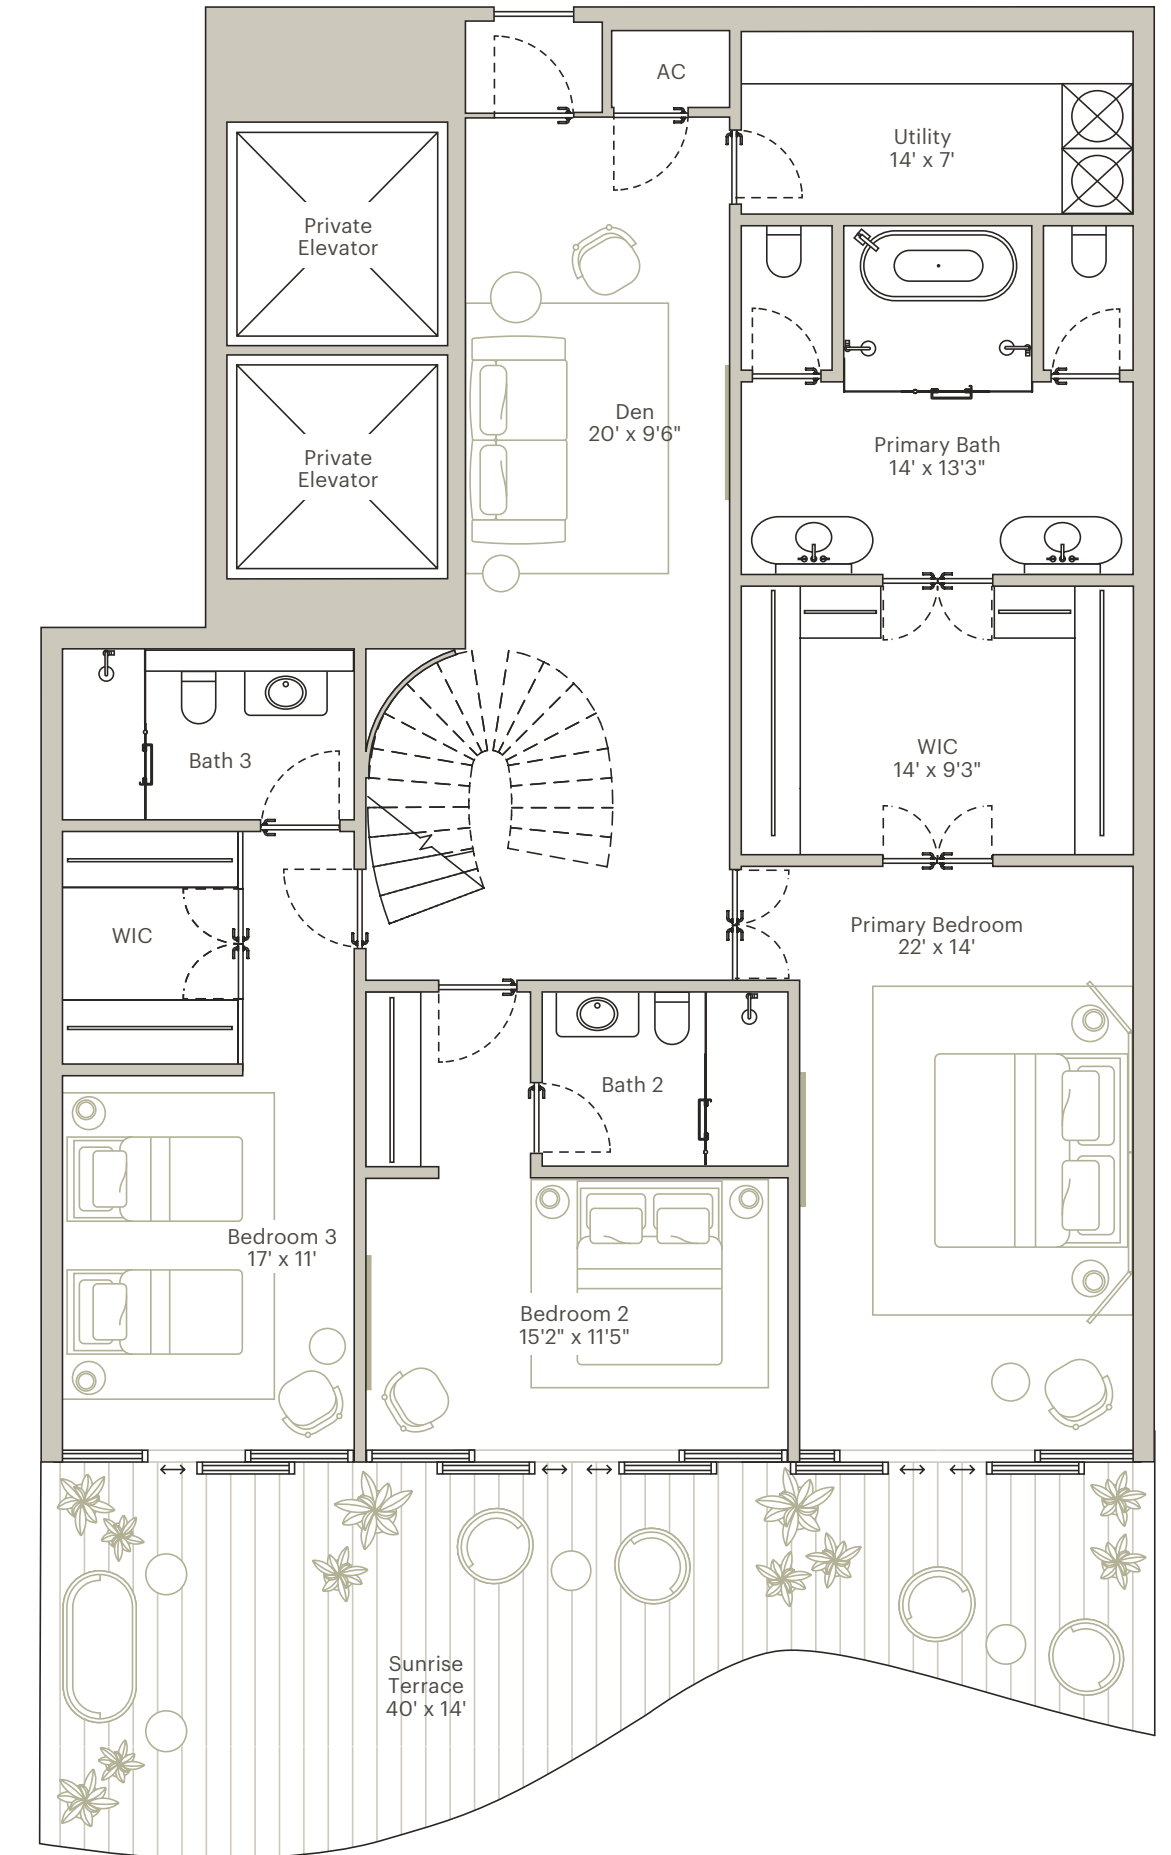 AC
Utility
14' x 7'
Private
Elevator
Den
20' x 9'6"
Primary Bath
14' x 13'3"
Private
Elevator
WIC
14' x 9'3"
Bath 3
Primary Bedroom
22' x 14'
WIC
Bath 2
Bedroom 3
17' x 11'
Bedroom 2
15'2" x 11'5"
Sunrise
Terrace
40' x 14'